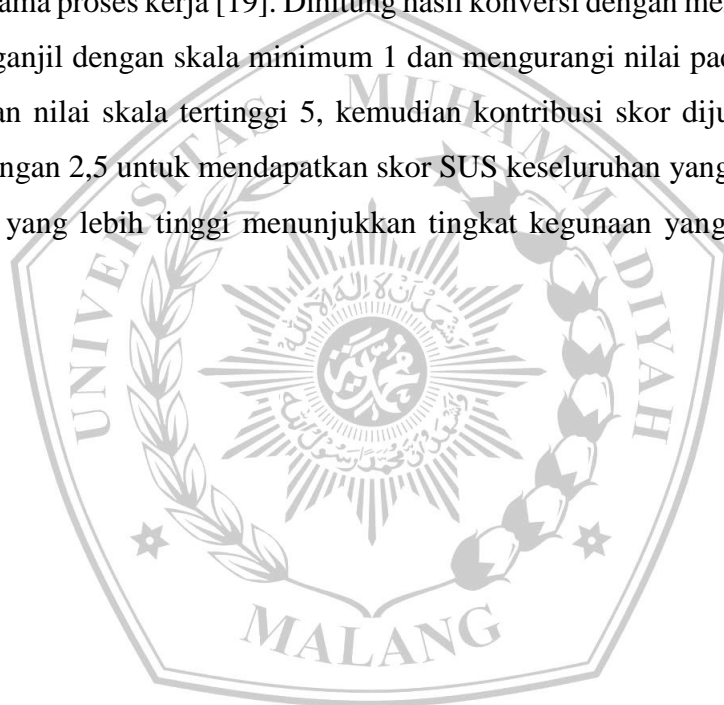 ama proses kerja [19]. Dihitung hasil konversi dengan me
ganjil dengan skala minimum 1 dan mengurangi nilai pad
an nilai skala tertinggi 5, kemudian kontribusi skor diju
ngan 2,5 untuk mendapatkan skor SUS keseluruhan yang
yang lebih tinggi menunjukkan tingkat kegunaan yang
UNIVERSITAS MUHAMMADIYAH
MALANG